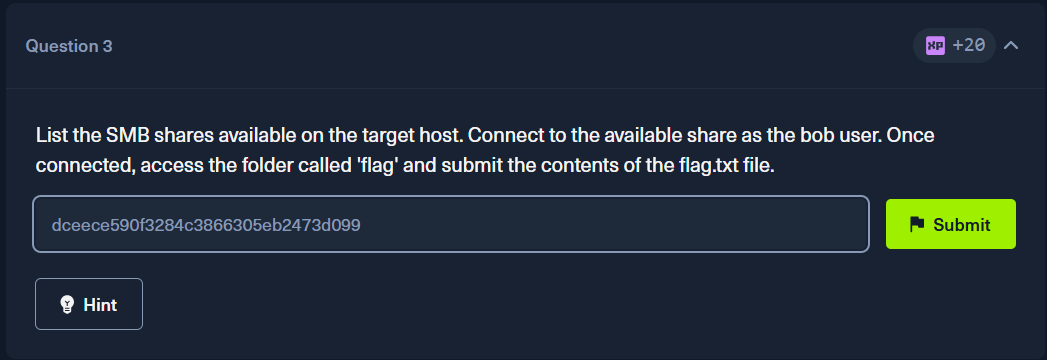 Question 3
XP +20
List the SMB shares available on the target host. Connect to the available share as the bob user. Once
connected, access the folder called 'flag' and submit the contents of the flag.txt file.
dceece590f3284c3866305eb2473d099
Submit
Hint